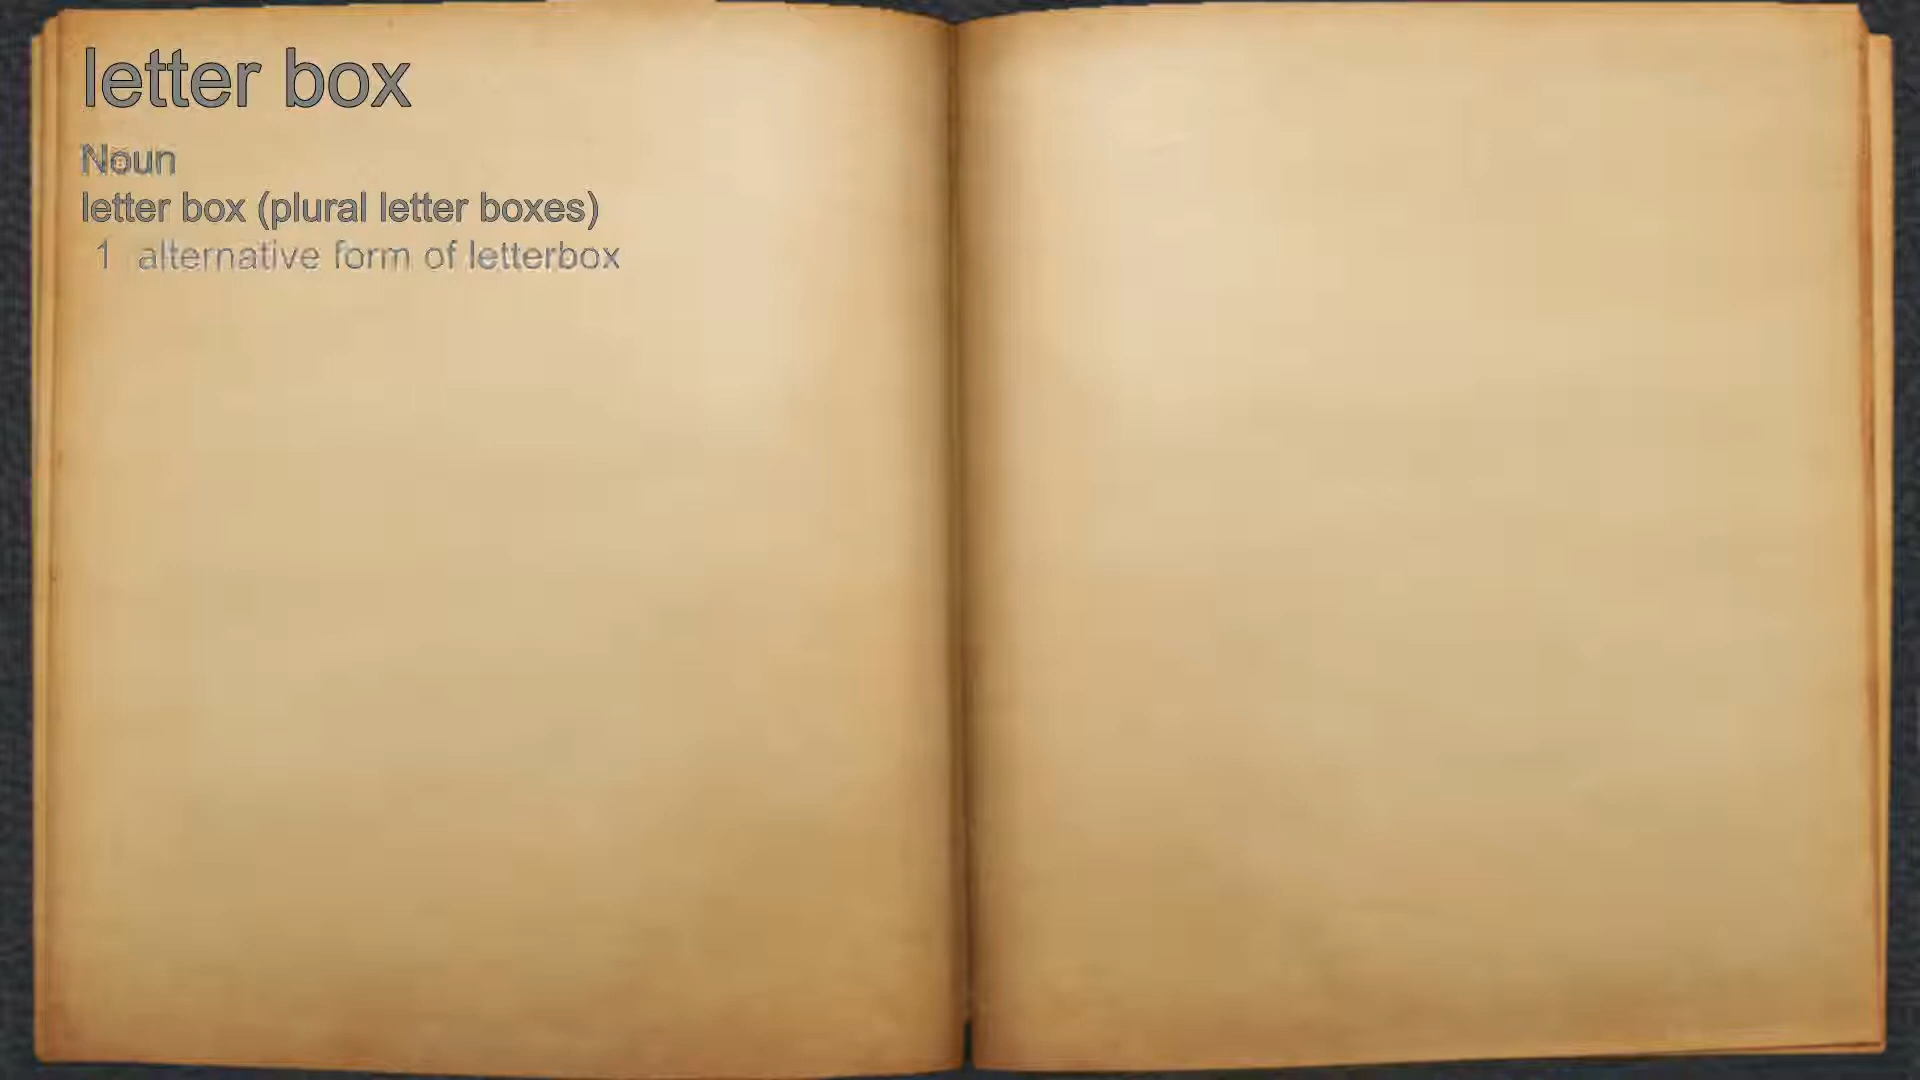 letter box
Noun
letter box (plural letter boxes)
1 alternative form of letterbox